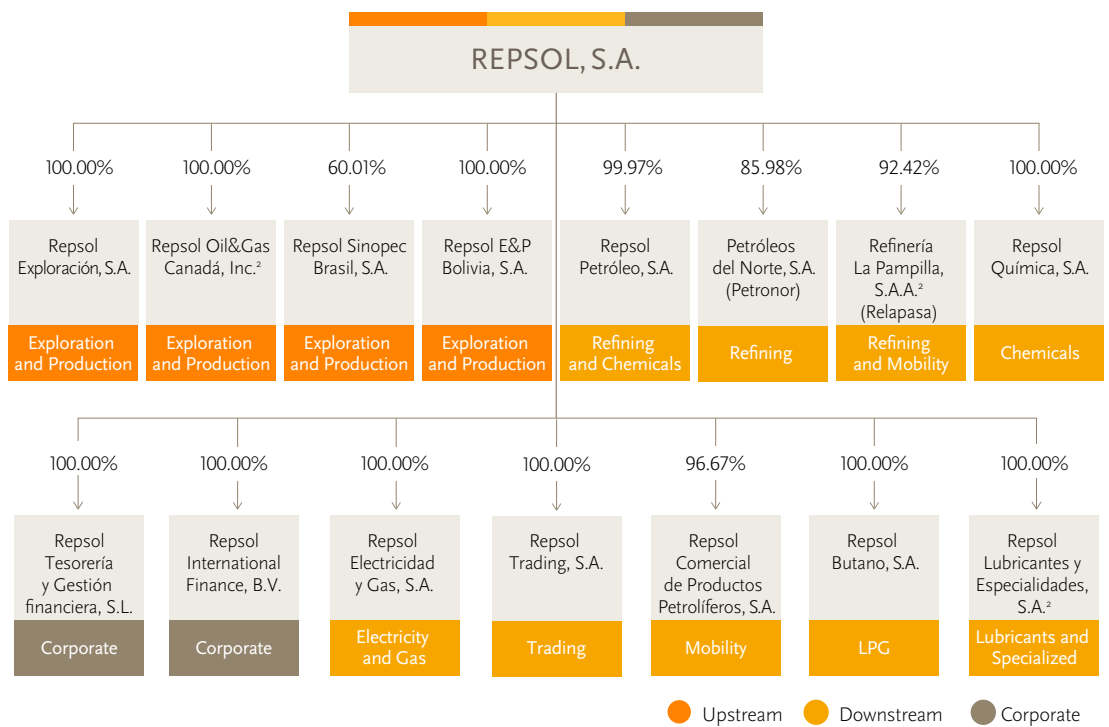 REPSOL, S.A.
100.00%
100.00%
60.01%
100.00%
99.97%
85.98%
92.42%
100.00%
Repsol
Exploración, S.A.
Exploration
and Production
Repsol Oil&Gas
Canadá, Inc.²
Exploration
and Production
Repsol Sinopec
Brasil, S.A.
Exploration
and Production
Repsol E&P
Bolivia, S.A.
Exploration
and Production
Repsol
Petróleo, S.A.
Refining
and Chemicals
Petróleos
del Norte, S.A.
(Petronor)
Refining
Refinería
La Pampilla,
S.A.A.²
(Relapasa)
Refining
and Mobility
Repsol
Química, S.A.
Chemicals
100.00%
100.00%
100.00%
100.00%
96.67%
100.00%
100.00%
Repsol
Tesorería
y Gestión
financiera, S.L.
Corporate
Repsol
International
Finance, B.V.
Corporate
Repsol
Electricidad
y Gas, S.A.
Electricity
and Gas
Repsol
Trading, S.A.
Trading
Repsol
Comercial
de Productos
Petrolíferos, S.A.
Mobility
Repsol
Butano, S.A.
LPG
Repsol
Lubricantes y
Especialidades,
S.A.²
Lubricants and
Specialized
Upstream
Downstream
Corporate